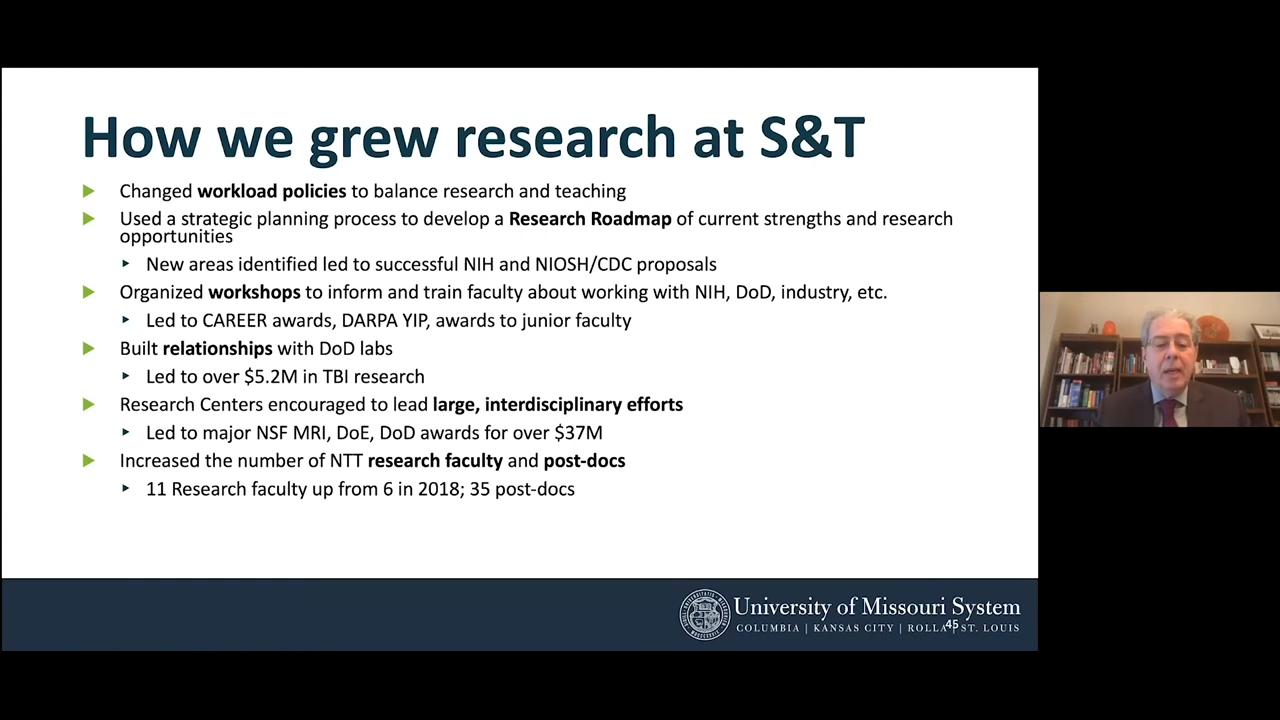 How we grew research at S&T
Changed workload policies to balance research and teaching
Used a strategic planning process to develop a Research Roadmap of current strengths and research
opportunities
New areas identified led to successful NIH and NIOSH/CDC proposals
Organized workshops to inform and train faculty about working with NIH, DoD, industry, etc.
Led to CAREER awards, DARPA YIP, awards to junior faculty
Built relationships with DoD labs
Led to over $5.2M in TBI research
Research Centers encouraged to lead large, interdisciplinary efforts
Led to major NSF MRI, DoE, DoD awards for over $37M
Increased the number of NTT research faculty and post-docs
11 Research faculty up from 6 in 2018; 35 post-docs
University of Missouri System
COLUMBIA | KANSAS CITY | ROLLA | ST. LOUIS
45